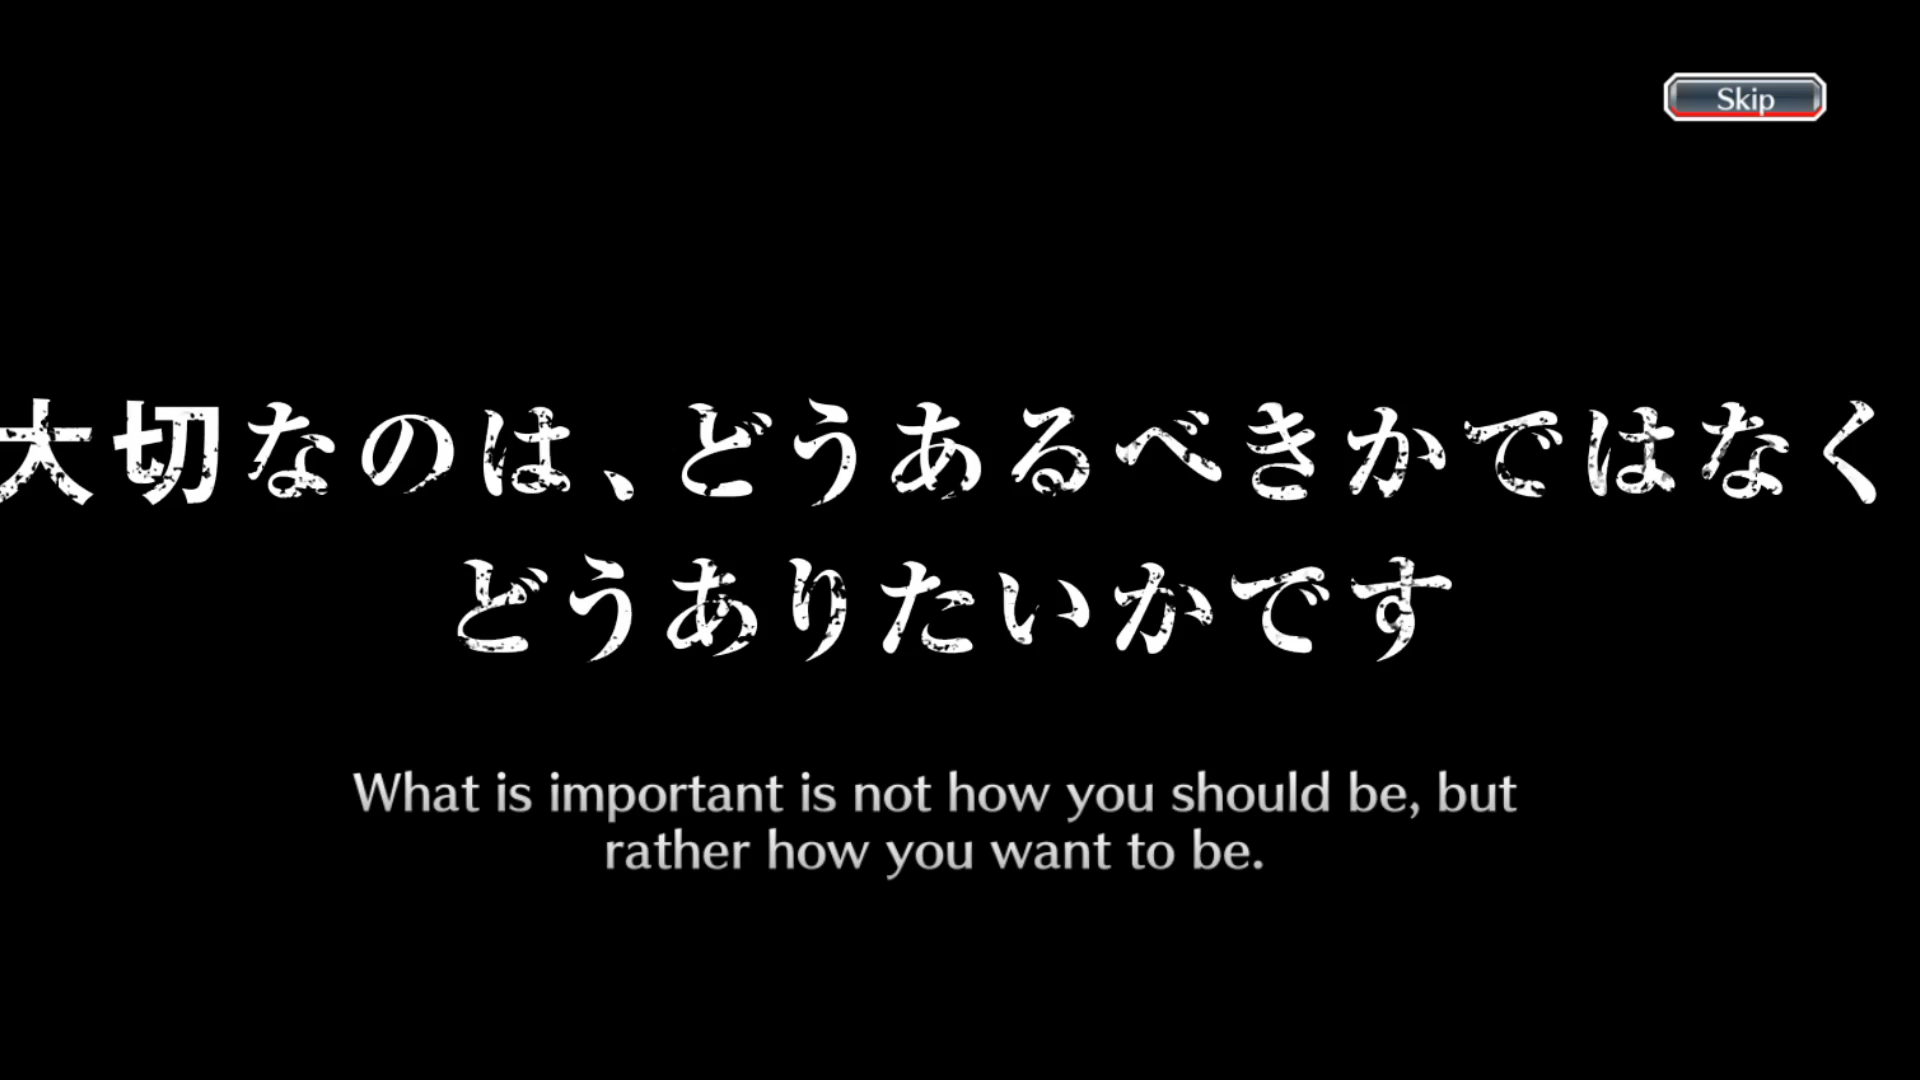 Skip
大切なのは、どうあるべきかではなく
どうありたいかです
What is important is not how you should be, but
rather how you want to be.